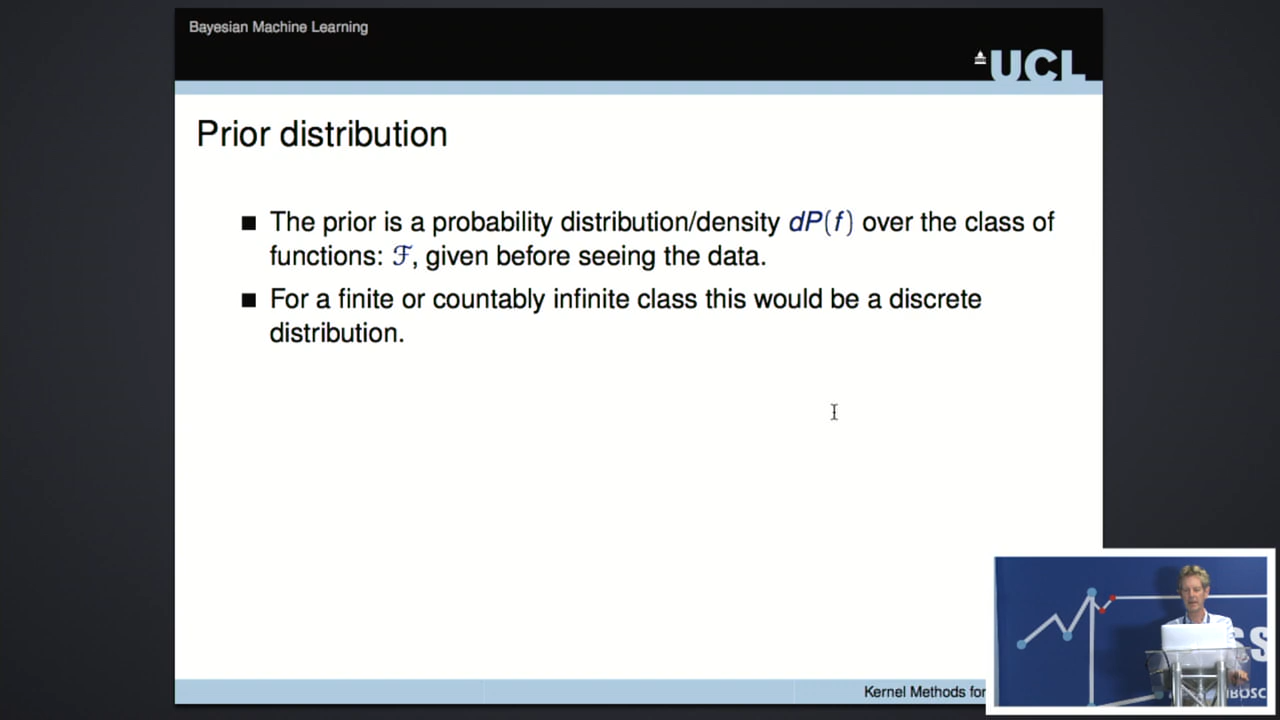 Bayesian Machine Learning
UCL
Prior distribution
The prior is a probability distribution/density dP(f) over the class of
functions: ℱ, given before seeing the data.
For a finite or countably infinite class this would be a discrete
distribution.
Kernel Methods for